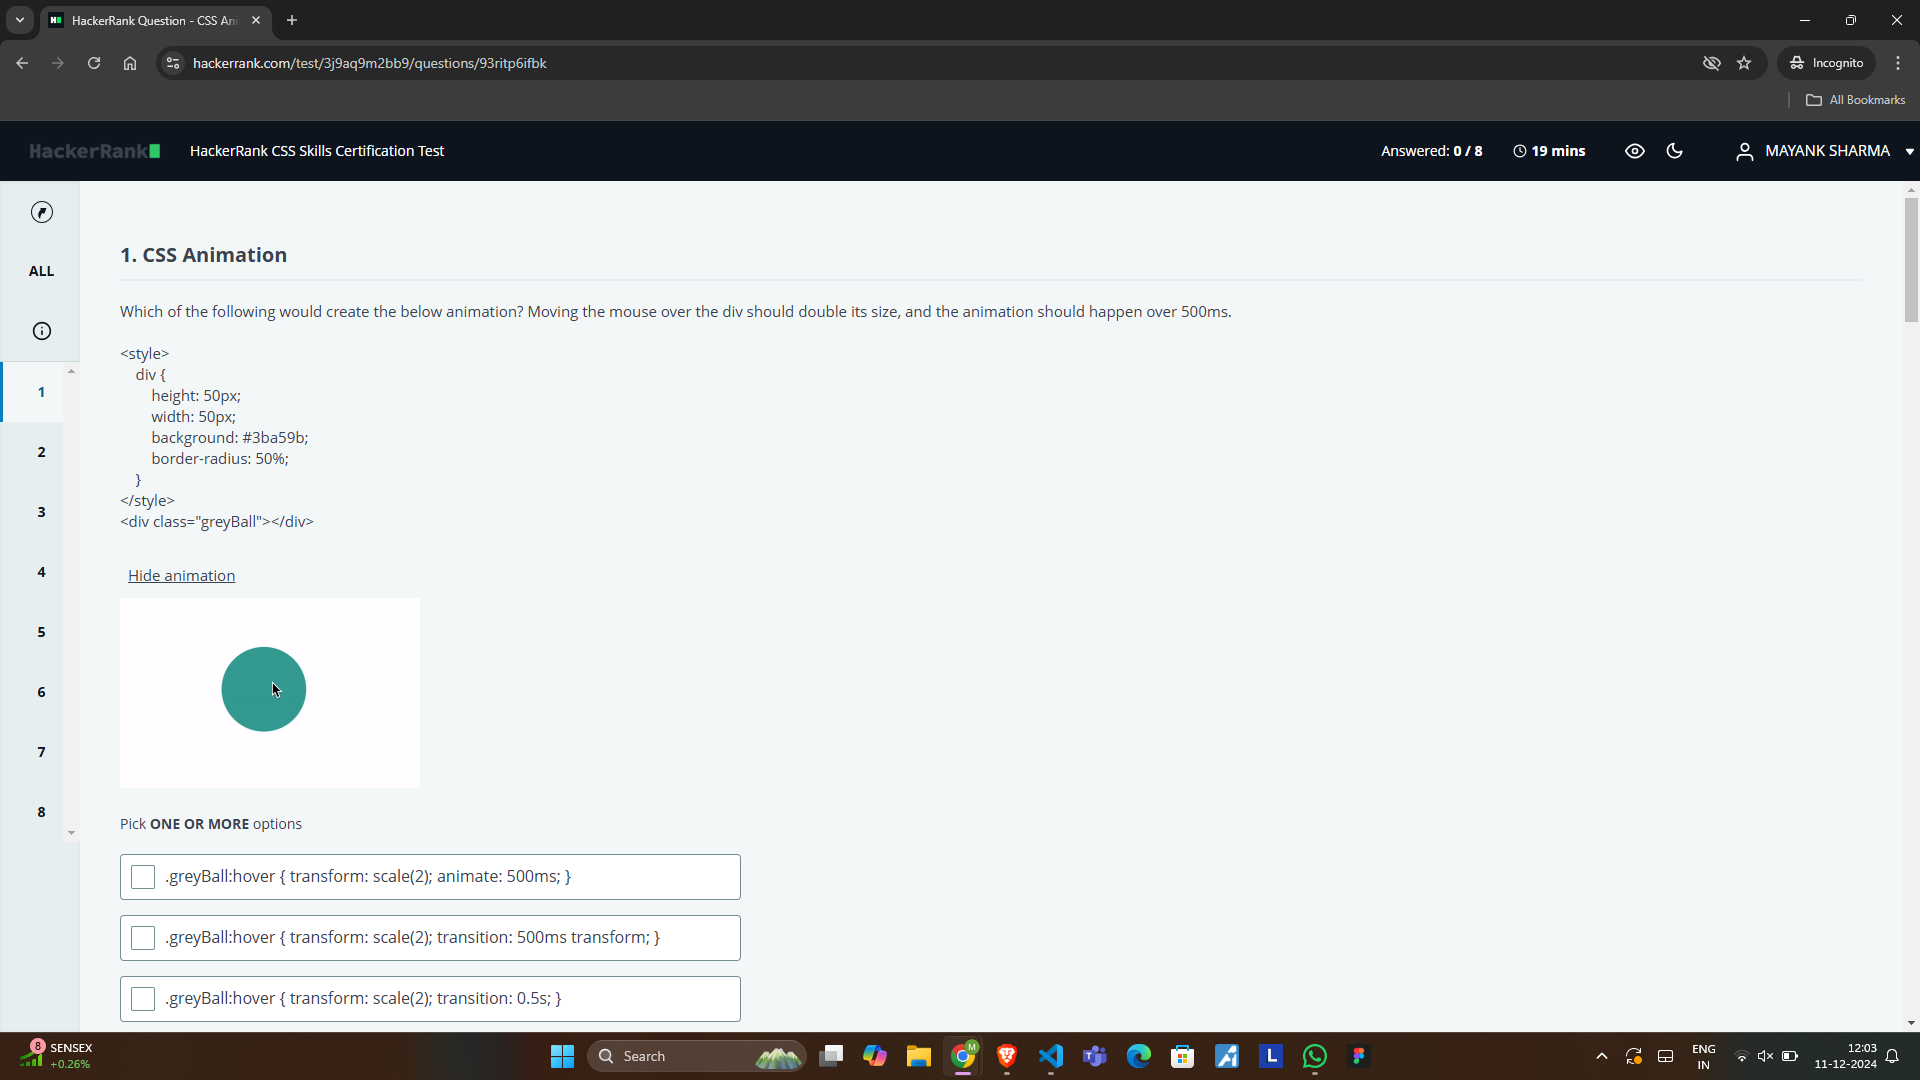 HackerRank Question - CSS An
hackerrank.com/test/3j9aq9m2bb9/questions/93ritp6ifbk
Incognito
All Bookmarks
HackerRank
HackerRank CSS Skills Certification Test
Answered: 0 / 8
19 mins
MAYANK SHARMA
ALL
1
2
3
4
5
6
7
8
1. CSS Animation
Which of the following would create the below animation? Moving the mouse over the div should double its size, and the animation should happen over 500ms.
<style>
div {
height: 50px;
width: 50px;
background: #3ba59b;
border-radius: 50%;
}
</style>
<div class="greyBall"></div>
Hide animation
Pick ONE OR MORE options
.greyBall:hover { transform: scale(2); animate: 500ms; }
.greyBall:hover { transform: scale(2); transition: 500ms transform; }
.greyBall:hover { transform: scale(2); transition: 0.5s; }
8
SENSEX
+0.26%
Search
M
L
ENG
IN
12:03
11-12-2024